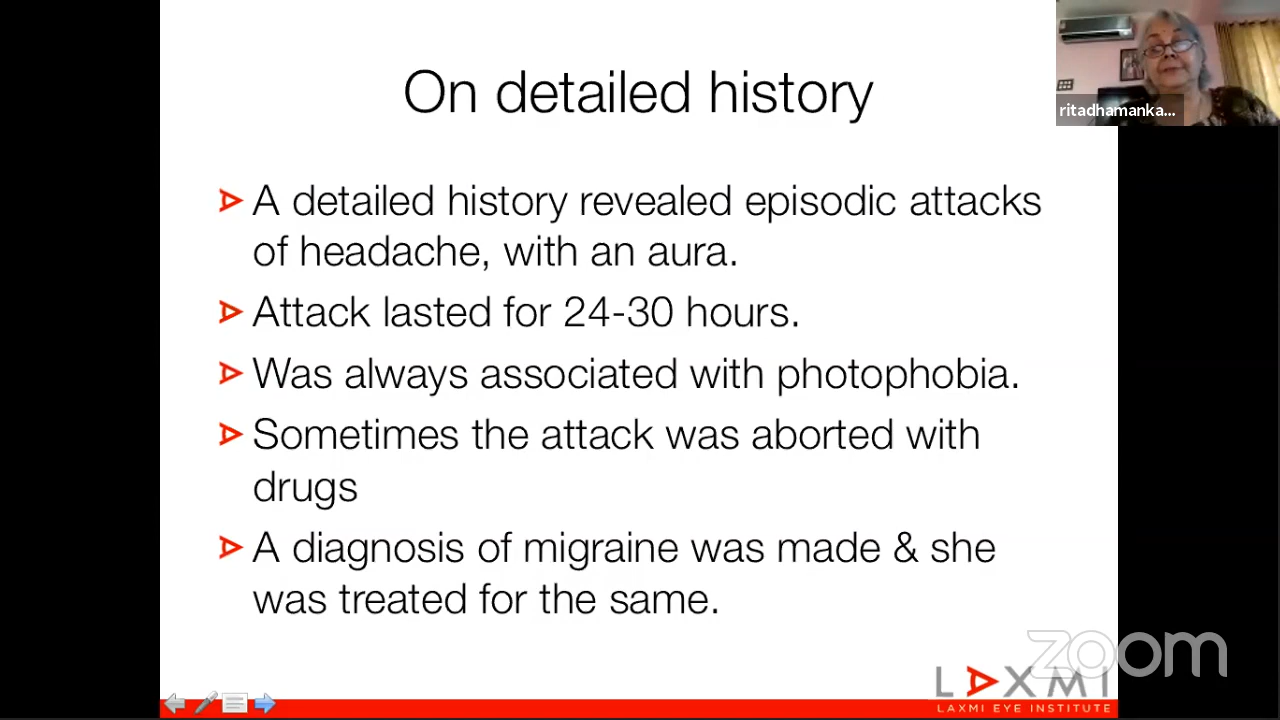 On detailed history
ritadhamanka...
A detailed history revealed episodic attacks
of headache, with an aura.
Attack lasted for 24-30 hours.
Was always associated with photophobia.
Sometimes the attack was aborted with
drugs
A diagnosis of migraine was made & she
was treated for the same.
zoom
LAXMI
LAXMI EYE INSTITUTE